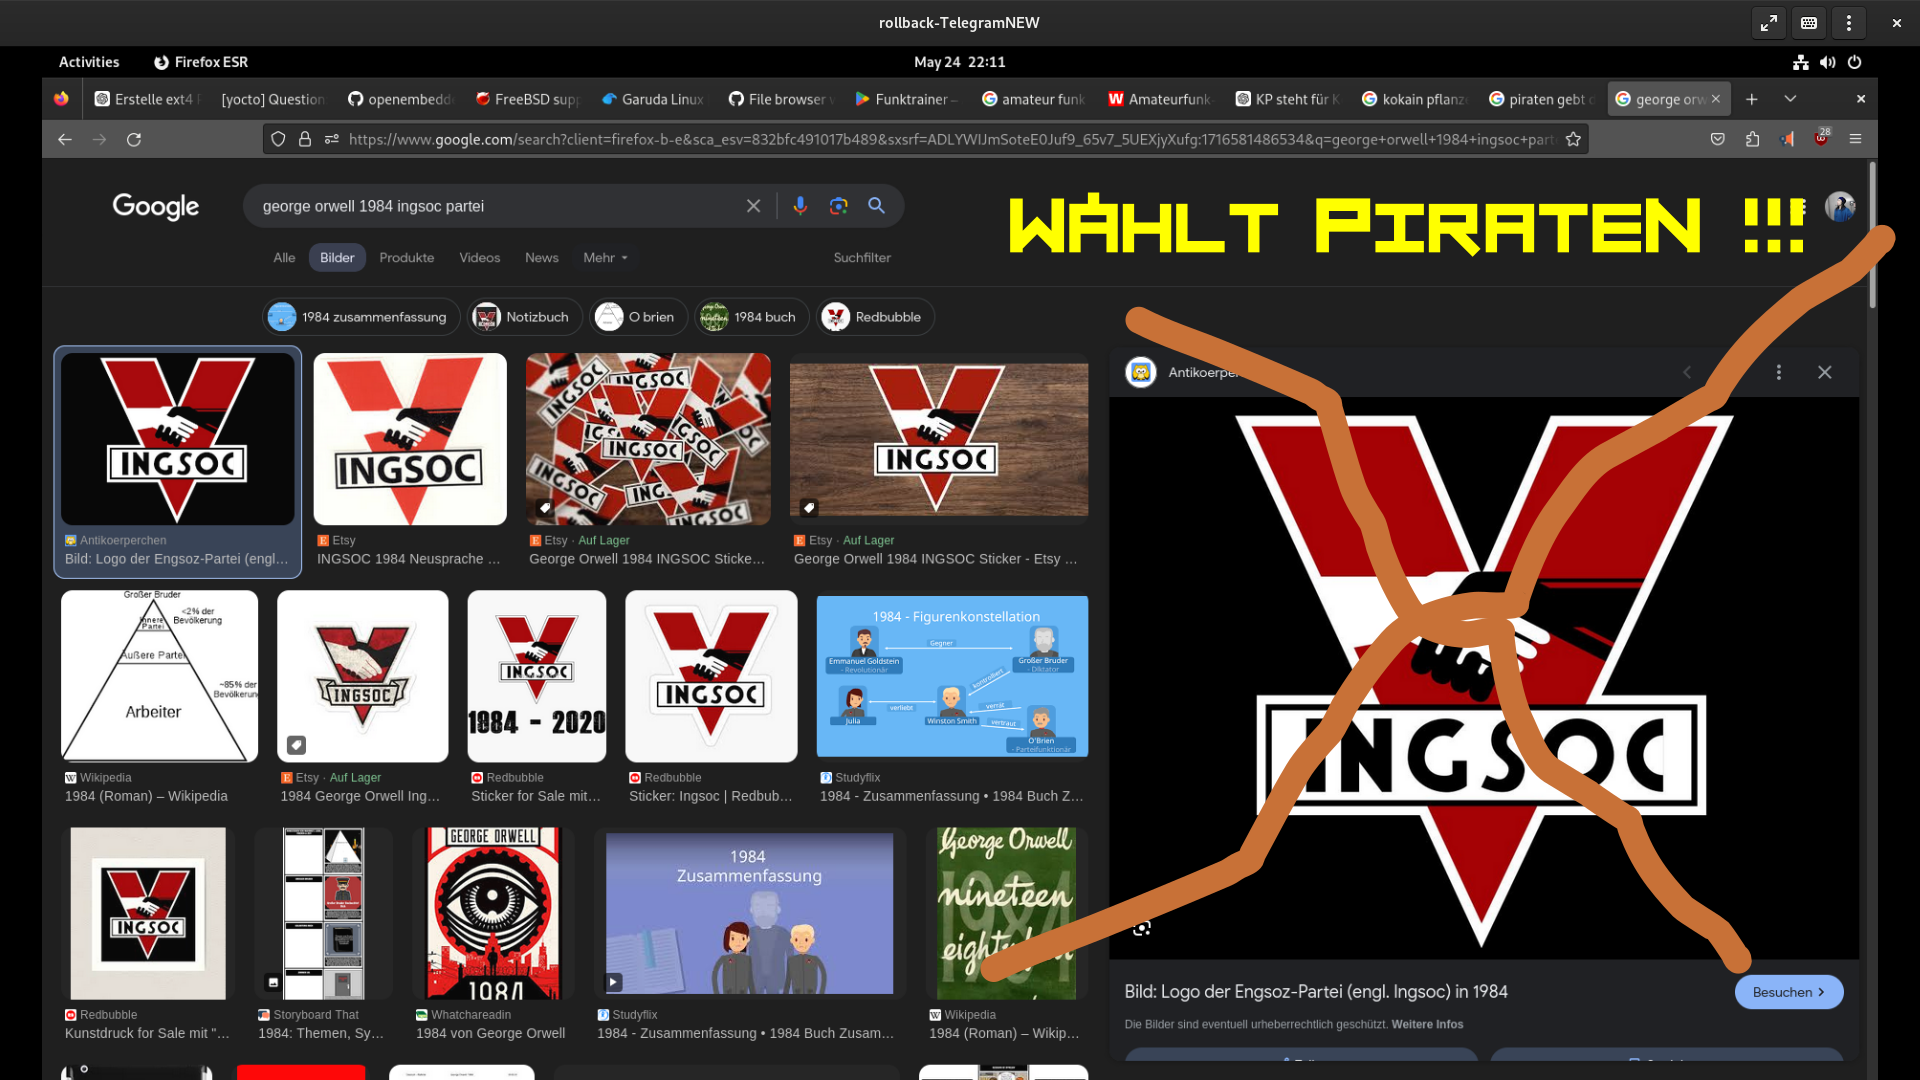 rollback-TelegramNEW
Activities Firefox ESR May 24 22:11
Erstelle ext4 [yocto] Question openembedd FreeBSD supp Garuda Linux File browser Funktrainer – amateur funk Amateurfunk KP steht für K kokain pflanze piraten gebt george orw
https://www.google.com/search?client=firefox-b-e&sca_esv=832bfc491017b489&sxsrf=ADLYWIJmSoteE0Juf9_65v7_5UEXjyXufg:1716581486534&q=george+orwell+1984+ingsoc+part 28
Google george orwell 1984 ingsoc partei WÄHLT PIRATEN !!!
Alle Bilder Produkte Videos News Mehr Suchfilter
1984 zusammenfassung Notizbuch O brien 1984 buch Redbubble
Antikoerper
INGSOC INGSOC INGSOC INGSOC
INGSOC
Antikoerperchen Etsy Etsy · Auf Lager Etsy · Auf Lager
Bild: Logo der Engsoz-Partei (engl... INGSOC 1984 Neusprache ... George Orwell 1984 INGSOC Sticke... George Orwell 1984 INGSOC Sticker - Etsy ...
Großer Bruder
<2% der Bevölkerung
Innere Partei
Äußere Partei
~85% der Bevölkerung
Arbeiter
INGSOC
INGSOC
1984 - 2020
INGSOC
1984 - Figurenkonstellation
Gegner
Emmanuel Goldstein - Revolutionär
Großer Bruder - Diktator
kontrolliert
Julia verliebt Winston Smith verrät
vertraut
O'Brien - Parteifunktionär
Wikipedia Etsy · Auf Lager Redbubble Redbubble Studyflix
1984 (Roman) – Wikipedia 1984 George Orwell Ing... Sticker for Sale mit... Sticker: Ingsoc | Redbub... 1984 - Zusammenfassung • 1984 Buch Z...
INGSOC
GEORGE ORWELL
1984
1984
Zusammenfassung
George Orwell
nineteen
1984
Redbubble Storyboard That Whatchareadin Studyflix Wikipedia
Kunstdruck for Sale mit "... 1984: Themen, Sy... 1984 von George Orwell 1984 - Zusammenfassung • 1984 Buch Zusam... 1984 (Roman) – Wikip...
Bild: Logo der Engsoz-Partei (engl. Ingsoc) in 1984 Besuchen
Die Bilder sind eventuell urheberrechtlich geschützt. Weitere Infos